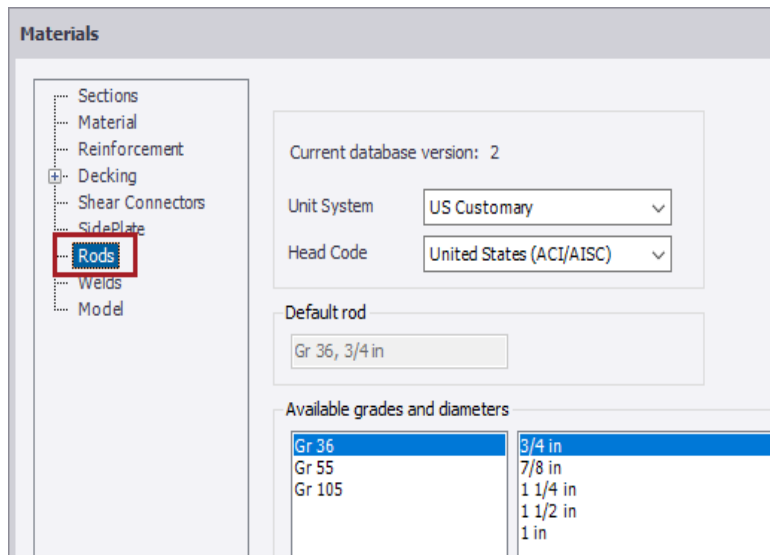 Materials
Sections
Material
Reinforcement
Decking
Shear Connectors
SidePlate
Rods
Welds
Model
Current database version: 2
Unit System US Customary
Head Code United States (ACI/AISC)
Default rod
Gr 36, 3/4 in
Available grades and diameters
Gr 36
Gr 55
Gr 105
3/4 in
7/8 in
1 1/4 in
1 1/2 in
1 in